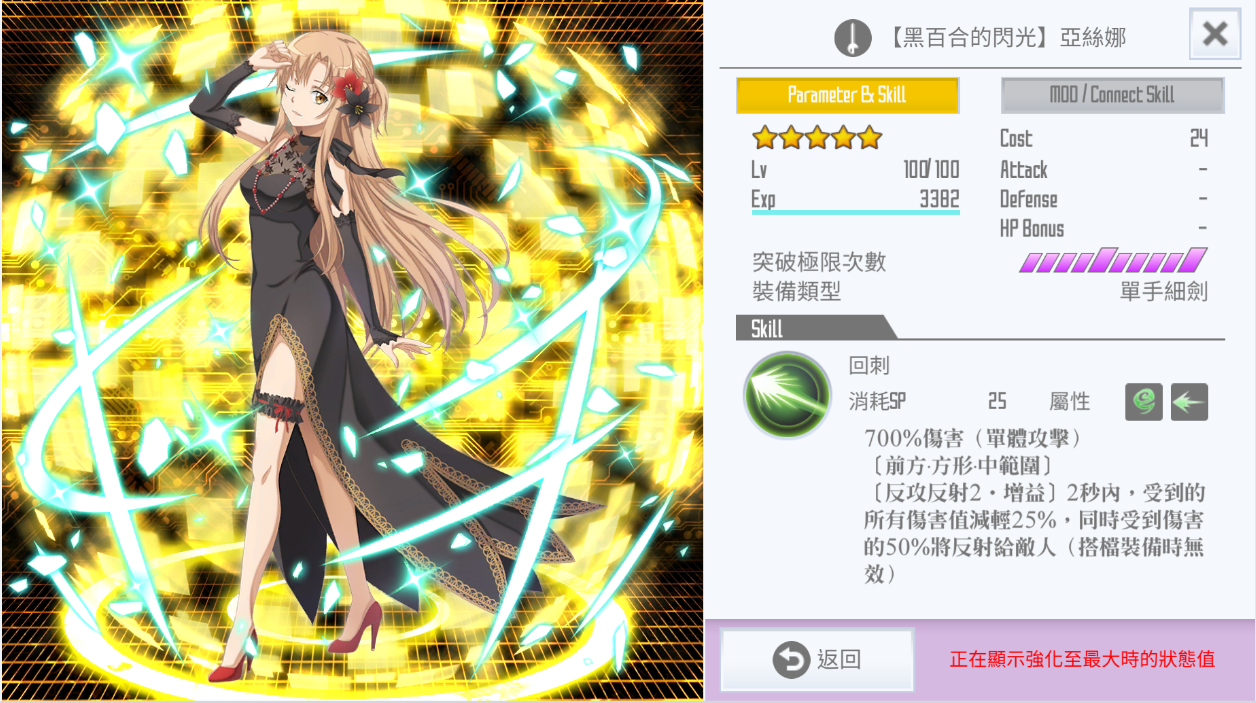 【黑百合的閃光】亞絲娜
Parameter & Skill
MOD / Connect Skill
Lv 100/100
Exp 3382
Cost 24
Attack -
Defense -
HP Bonus -
突破極限次數
裝備類型 單手細劍
Skill
回刺
消耗SP 25 屬性
700%傷害（單體攻擊）
〔前方·方形·中範圍〕
〔反攻反射2・增益〕2秒內，受到的
所有傷害值減輕25%，同時受到傷害
的50%將反射給敵人（搭檔裝備時無
效）
返回
正在顯示強化至最大時的狀態值